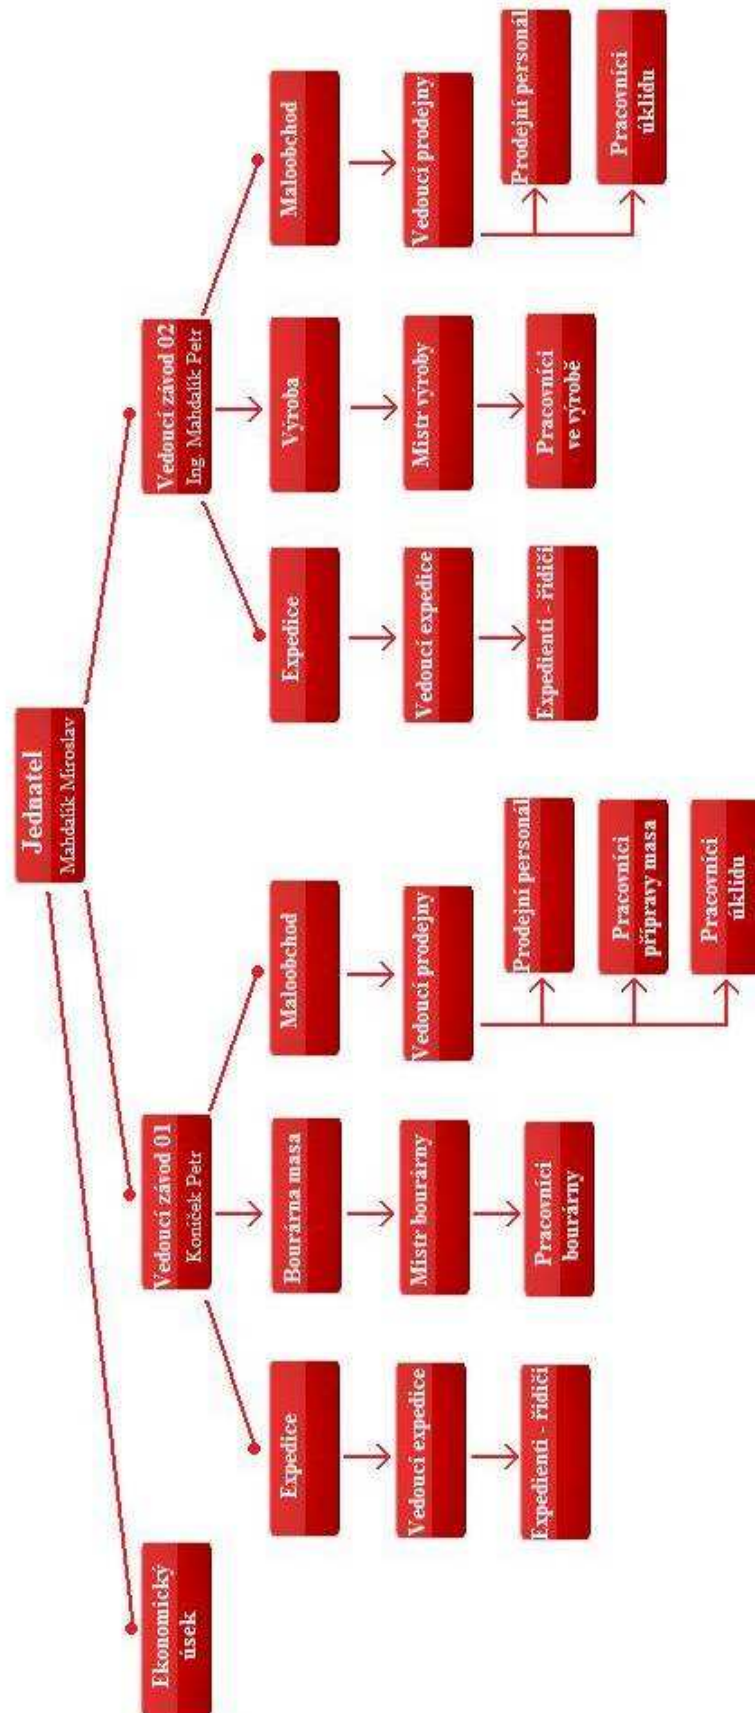 Jednatel
Mahdalík Miroslav
Ekonomický
úsek
Vedoucí závod 01
Koníček Petr
Vedoucí závod 02
Ing. Mahdalík Petr
Expedice
Bourárna masa
Maloobchod
Expedice
Výroba
Maloobchod
Vedoucí expedice
Mistr bourárny
Vedoucí prodejny
Vedoucí expedice
Mistr výroby
Vedoucí prodejny
Expedienti - řidiči
Pracovníci
bourárny
Prodejní personál
Pracovníci
přípravy masa
Pracovníci
úklidu
Expedienti - řidiči
Pracovníci
ve výrobě
Prodejní personál
Pracovníci
úklidu